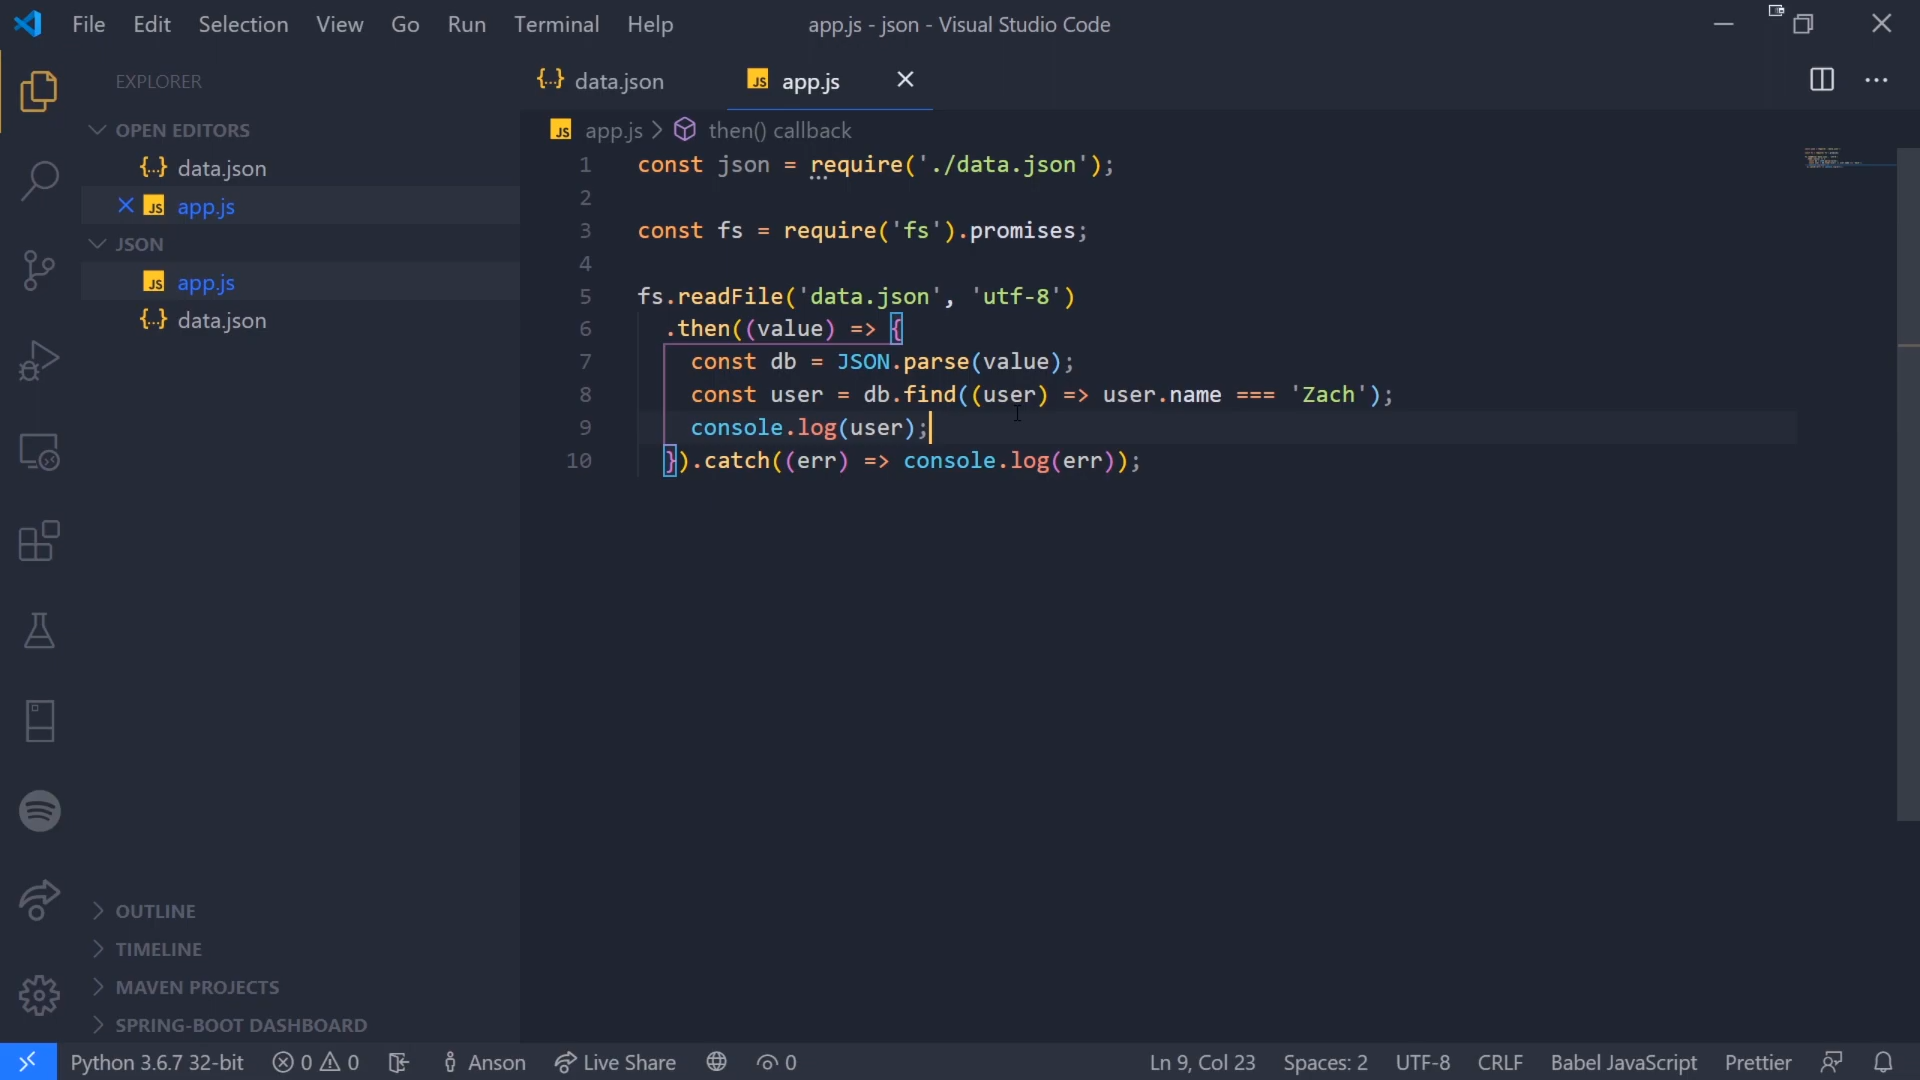 File Edit Selection View Go Run Terminal Help
app.js - json - Visual Studio Code
EXPLORER
OPEN EDITORS
{...} data.json
JS app.js
JSON
JS app.js
{...} data.json
OUTLINE
TIMELINE
MAVEN PROJECTS
SPRING-BOOT DASHBOARD
{...} data.json
JS app.js
JS app.js > then() callback
1 const json = require('./data.json');
2
3 const fs = require('fs').promises;
4
5 fs.readFile('data.json', 'utf-8')
6 .then((value) => {
7 const db = JSON.parse(value);
8 const user = db.find((user) => user.name === 'Zach');
9 console.log(user);
10 }).catch((err) => console.log(err));
Python 3.6.7 32-bit 0 0 Anson Live Share 0 Ln 9, Col 23 Spaces: 2 UTF-8 CRLF Babel JavaScript Prettier